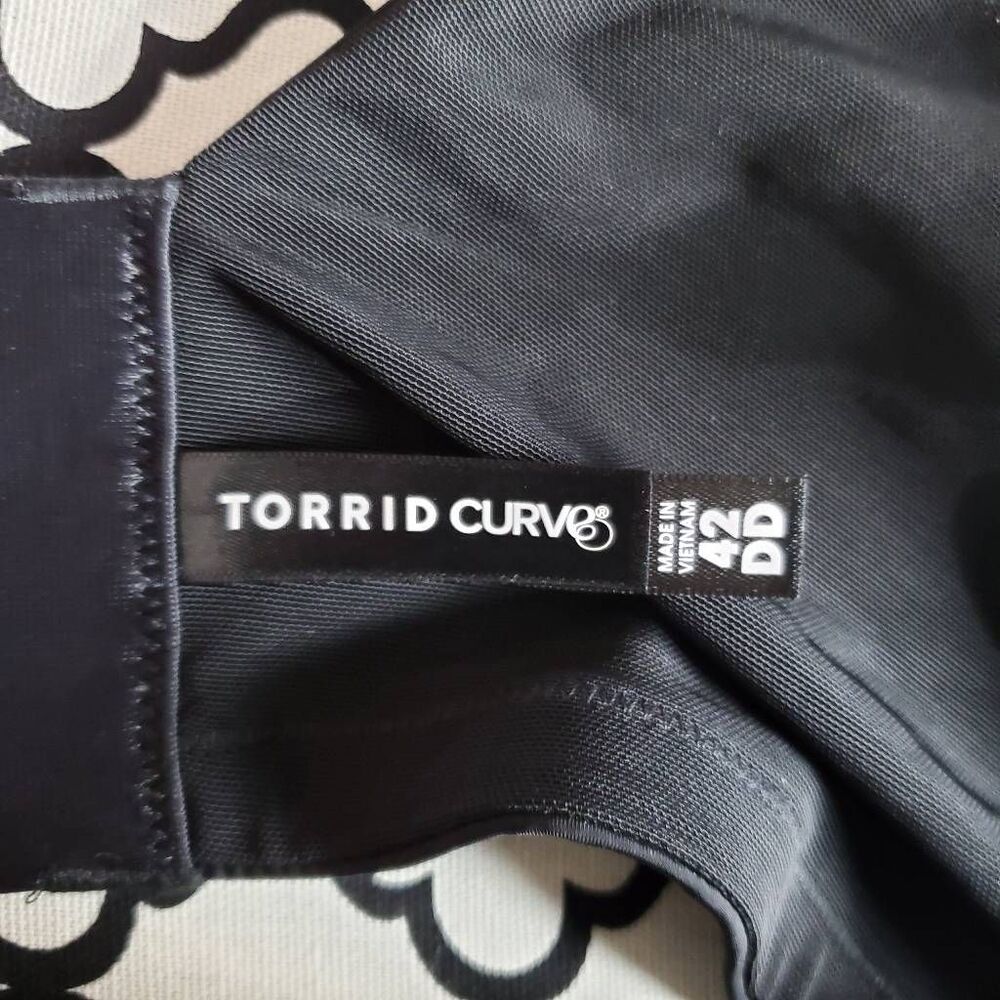 TORRID CURVE®
MADE IN
VIETNAM
42
DD